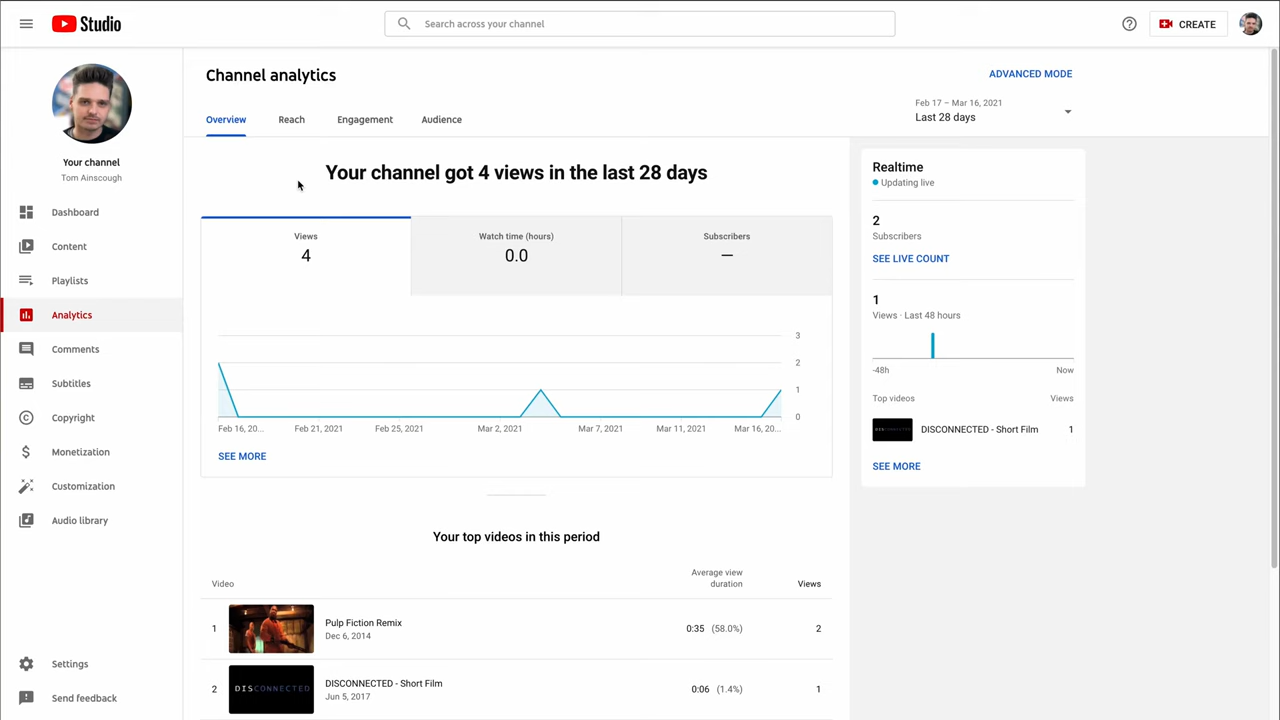 Studio
Search across your channel
CREATE
Your channel
Tom Ainscough
Dashboard
Content
Playlists
Analytics
Comments
Subtitles
Copyright
Monetization
Customization
Audio library
Settings
Send feedback
Channel analytics
ADVANCED MODE
Overview
Reach
Engagement
Audience
Feb 17 – Mar 16, 2021
Last 28 days
Your channel got 4 views in the last 28 days
Views
4
Watch time (hours)
0.0
Subscribers
—
3
2
1
0
Feb 16, 20...
Feb 21, 2021
Feb 25, 2021
Mar 2, 2021
Mar 7, 2021
Mar 11, 2021
Mar 16, 20...
SEE MORE
Your top videos in this period
Video
Average view
duration
Views
1
Pulp Fiction Remix
Dec 6, 2014
0:35 (58.0%)
2
2
DISCONNECTED
DISCONNECTED - Short Film
Jun 5, 2017
0:06 (1.4%)
1
Realtime
Updating live
2
Subscribers
SEE LIVE COUNT
1
Views · Last 48 hours
-48h
Now
Top videos
Views
DISCONNECTED - Short Film
1
SEE MORE